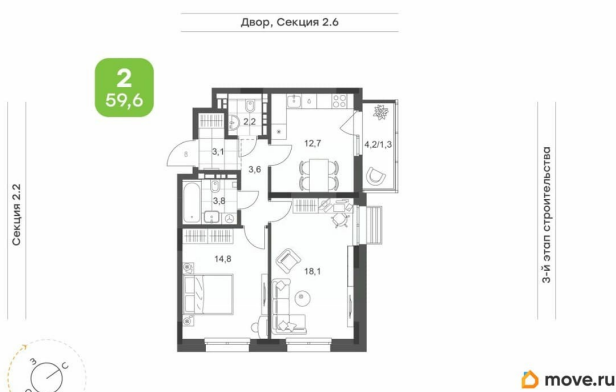 Двор, Секция 2.6
2
59,6
2,2
12,7
4,2/1,3
3,1
3,6
3,8
14,8
18,1
Секция 2.2
3-й этап строительства
З
С
move.ru